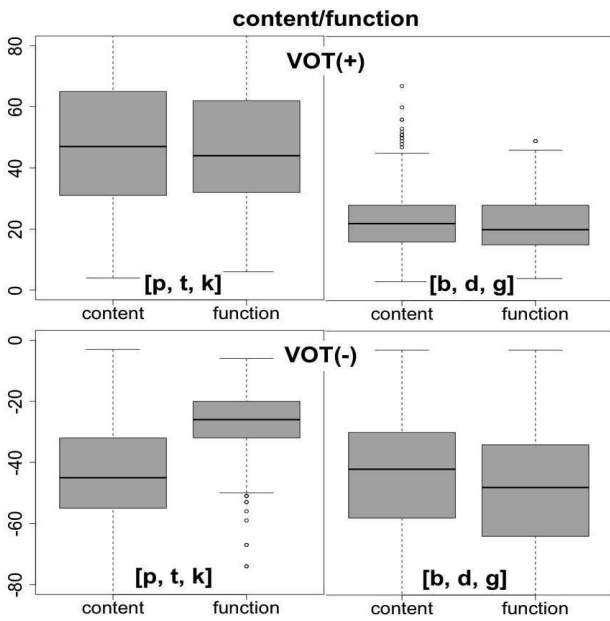 content/function
VOT(+)
80
60
40
20
0
[p, t, k]
[b, d, g]
content
function
content
function
VOT(-)
0
-20
-40
-60
-80
[p, t, k]
[b, d, g]
content
function
content
function